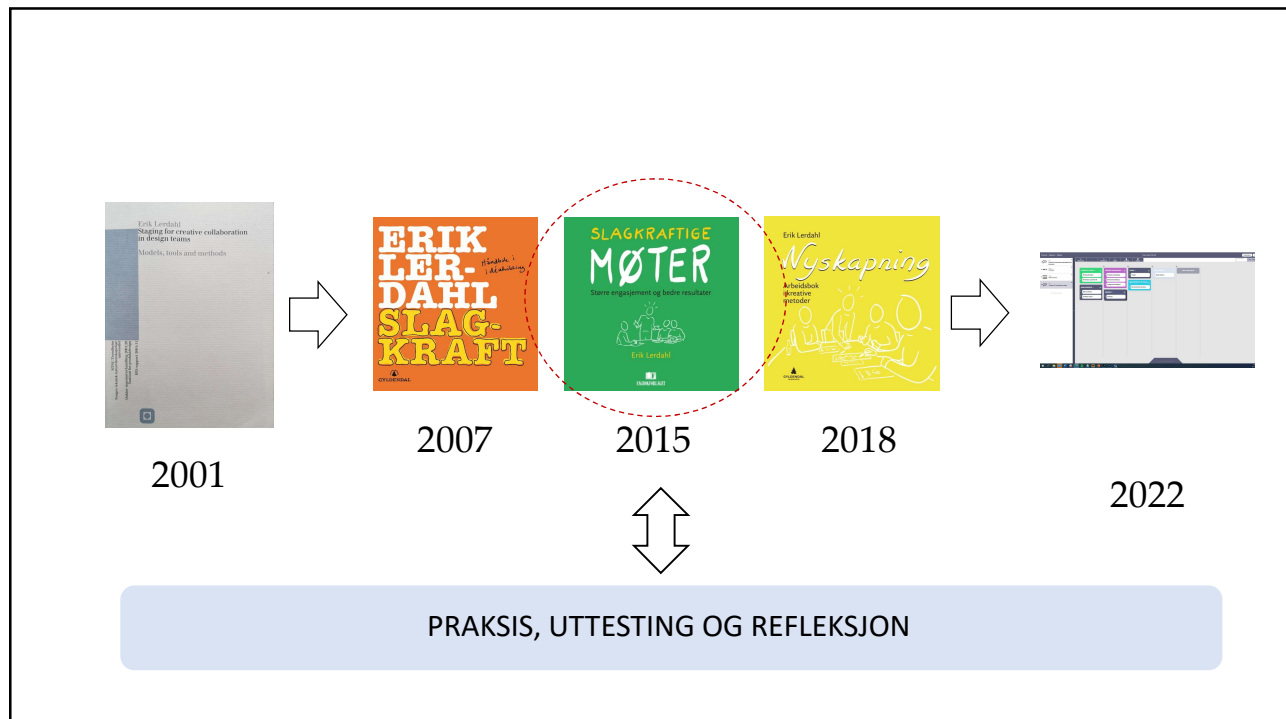 Erik Lerdahl
Staging for creative collaboration
in design teams
Models, tools and methods
2001
ERIK
LER-
DAHL
SLAG-
KRAFT
Håndbok i
idéutvikling
GYLDENDAL
2007
SLAGKRAFTIGE
MØTER
Større engasjement og bedre resultater
Erik Lerdahl
FAGBOKFORLAGET
2015
Erik Lerdahl
Nyskapning
Arbeidsbok
i kreative
metoder
GYLDENDAL
2018
2022
PRAKSIS, UTTESTING OG REFLEKSJON